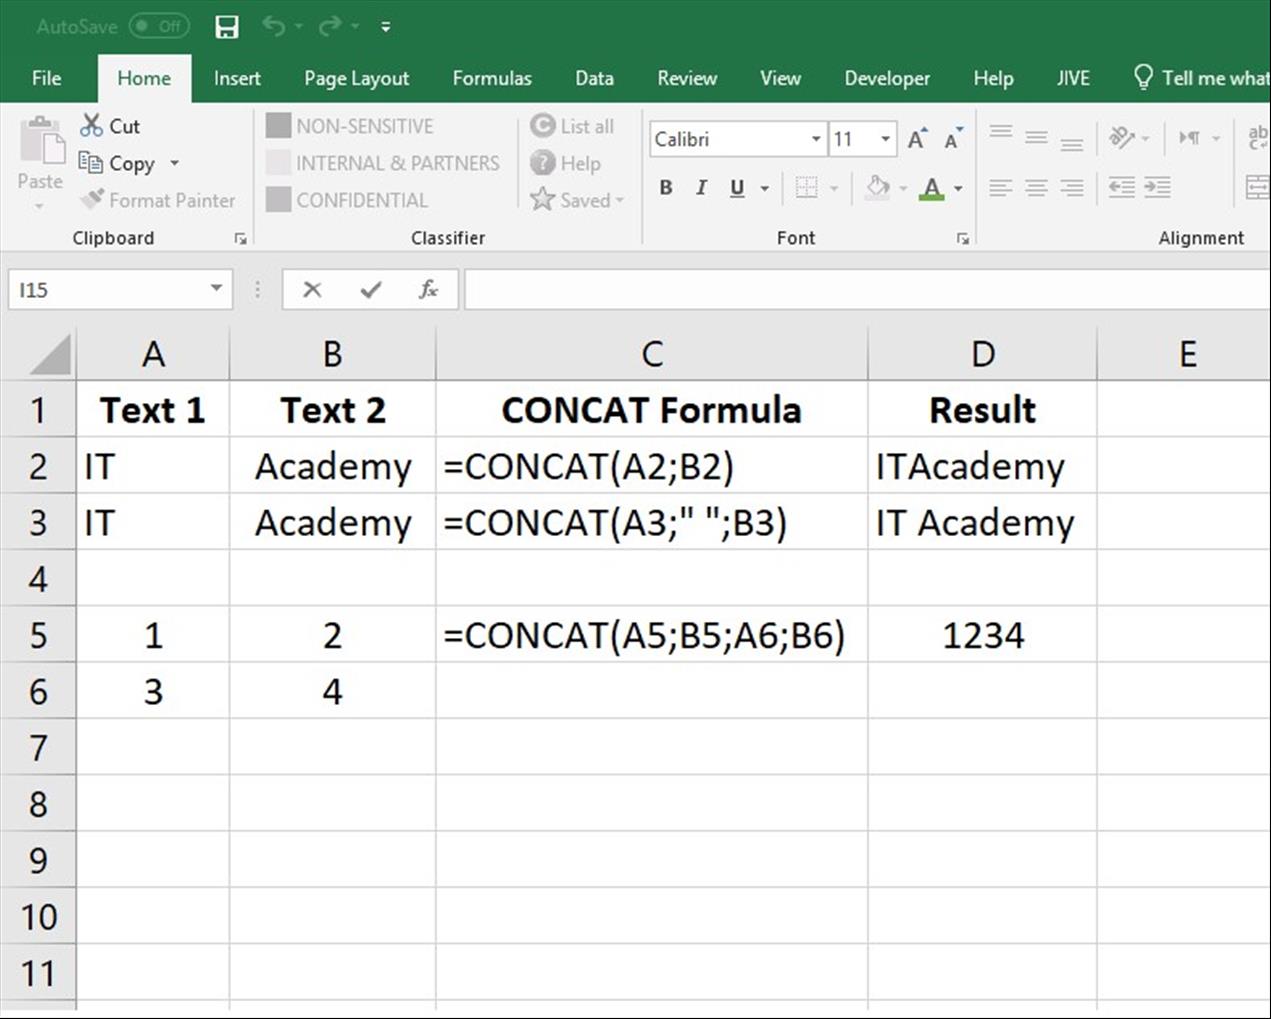 AutoSave Off
File Home Insert Page Layout Formulas Data Review View Developer Help JIVE Tell me what
Cut NON-SENSITIVE List all Calibri 11 A A ab
Copy INTERNAL & PARTNERS Help
Paste Format Painter CONFIDENTIAL Saved B I U A
Clipboard Classifier Font Alignment
I15 fx
A B C D E
1 Text 1 Text 2 CONCAT Formula Result
2 IT Academy =CONCAT(A2;B2) ITAcademy
3 IT Academy =CONCAT(A3;" ";B3) IT Academy
4
5 1 2 =CONCAT(A5;B5;A6;B6) 1234
6 3 4
7
8
9
10
11